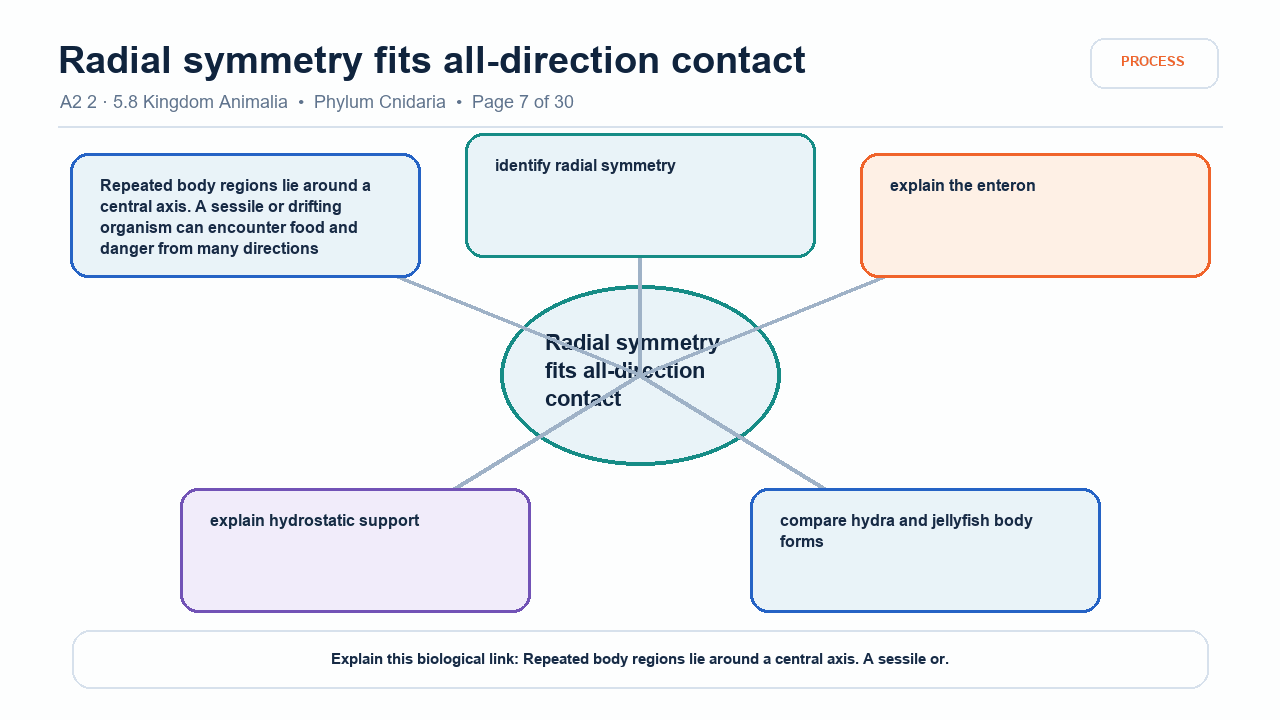 Radial symmetry fits all-direction contact
PROCESS
A2 2 · 5.8 Kingdom Animalia • Phylum Cnidaria • Page 7 of 30
Repeated body regions lie around a
central axis. A sessile or drifting
organism can encounter food and
danger from many directions
identify radial symmetry
explain the enteron
Radial symmetry
fits all-direction
contact
explain hydrostatic support
compare hydra and jellyfish body
forms
Explain this biological link: Repeated body regions lie around a central axis. A sessile or.